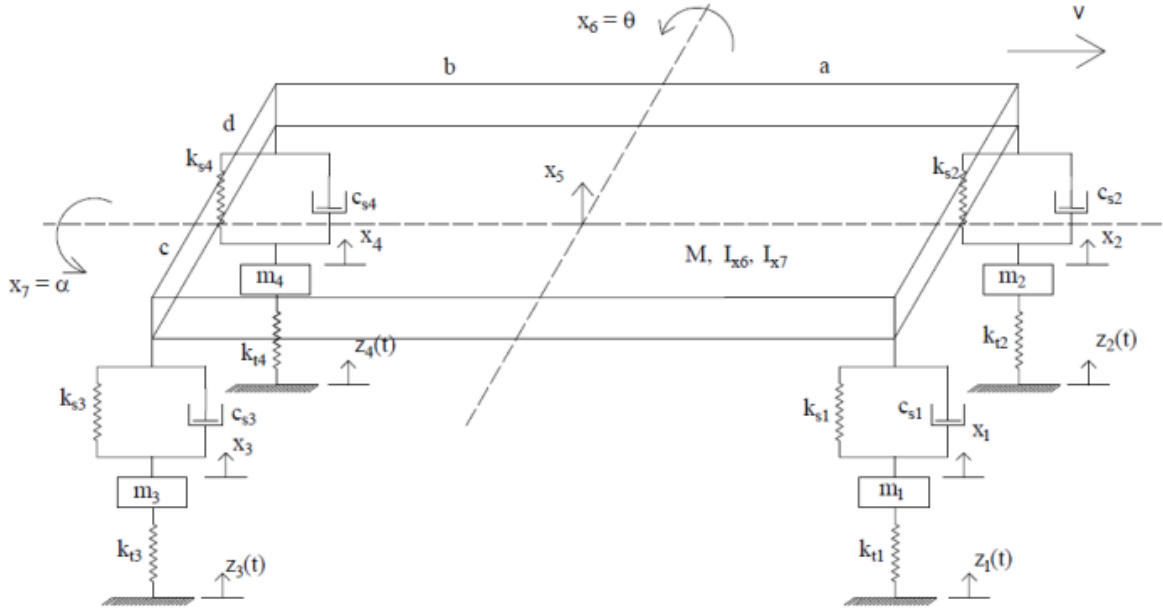 x₆ = θ
v
b
a
d
kₛ₄
x₅
kₛ₂
cₛ₄
cₛ₂
x₄
x₂
c
M, Iₓ₆, Iₓ₇
x₇ = α
m₄
m₂
kₜ₄
z₄(t)
kₜ₂
z₂(t)
kₛ₃
cₛ₃
kₛ₁
cₛ₁
x₃
x₁
m₃
m₁
kₜ₃
z₃(t)
kₜ₁
z₁(t)